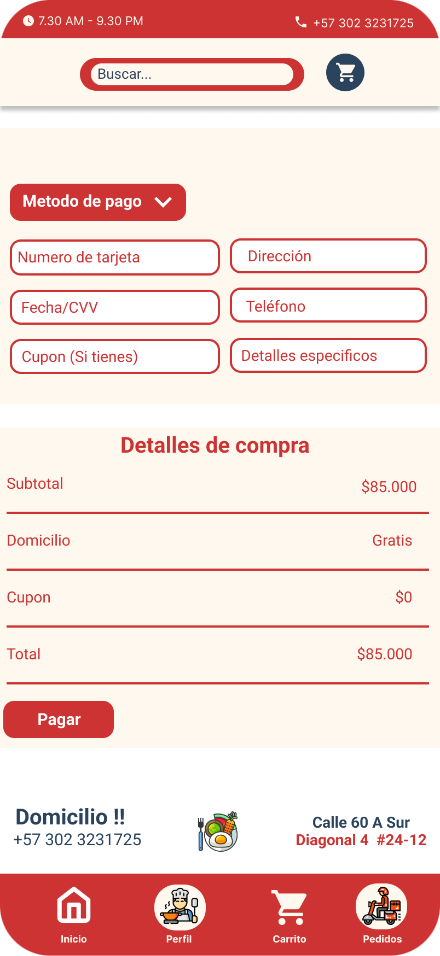 7.30 AM - 9.30 PM
+57 302 3231725
Buscar...
Metodo de pago
Numero de tarjeta
Dirección
Fecha/CVV
Teléfono
Cupon (Si tienes)
Detalles especificos
Detalles de compra
Subtotal $85.000
Domicilio Gratis
Cupon $0
Total $85.000
Pagar
Domicilio !!
+57 302 3231725
Calle 60 A Sur
Diagonal 4 #24-12
Inicio
Perfil
Carrito
Pedidos